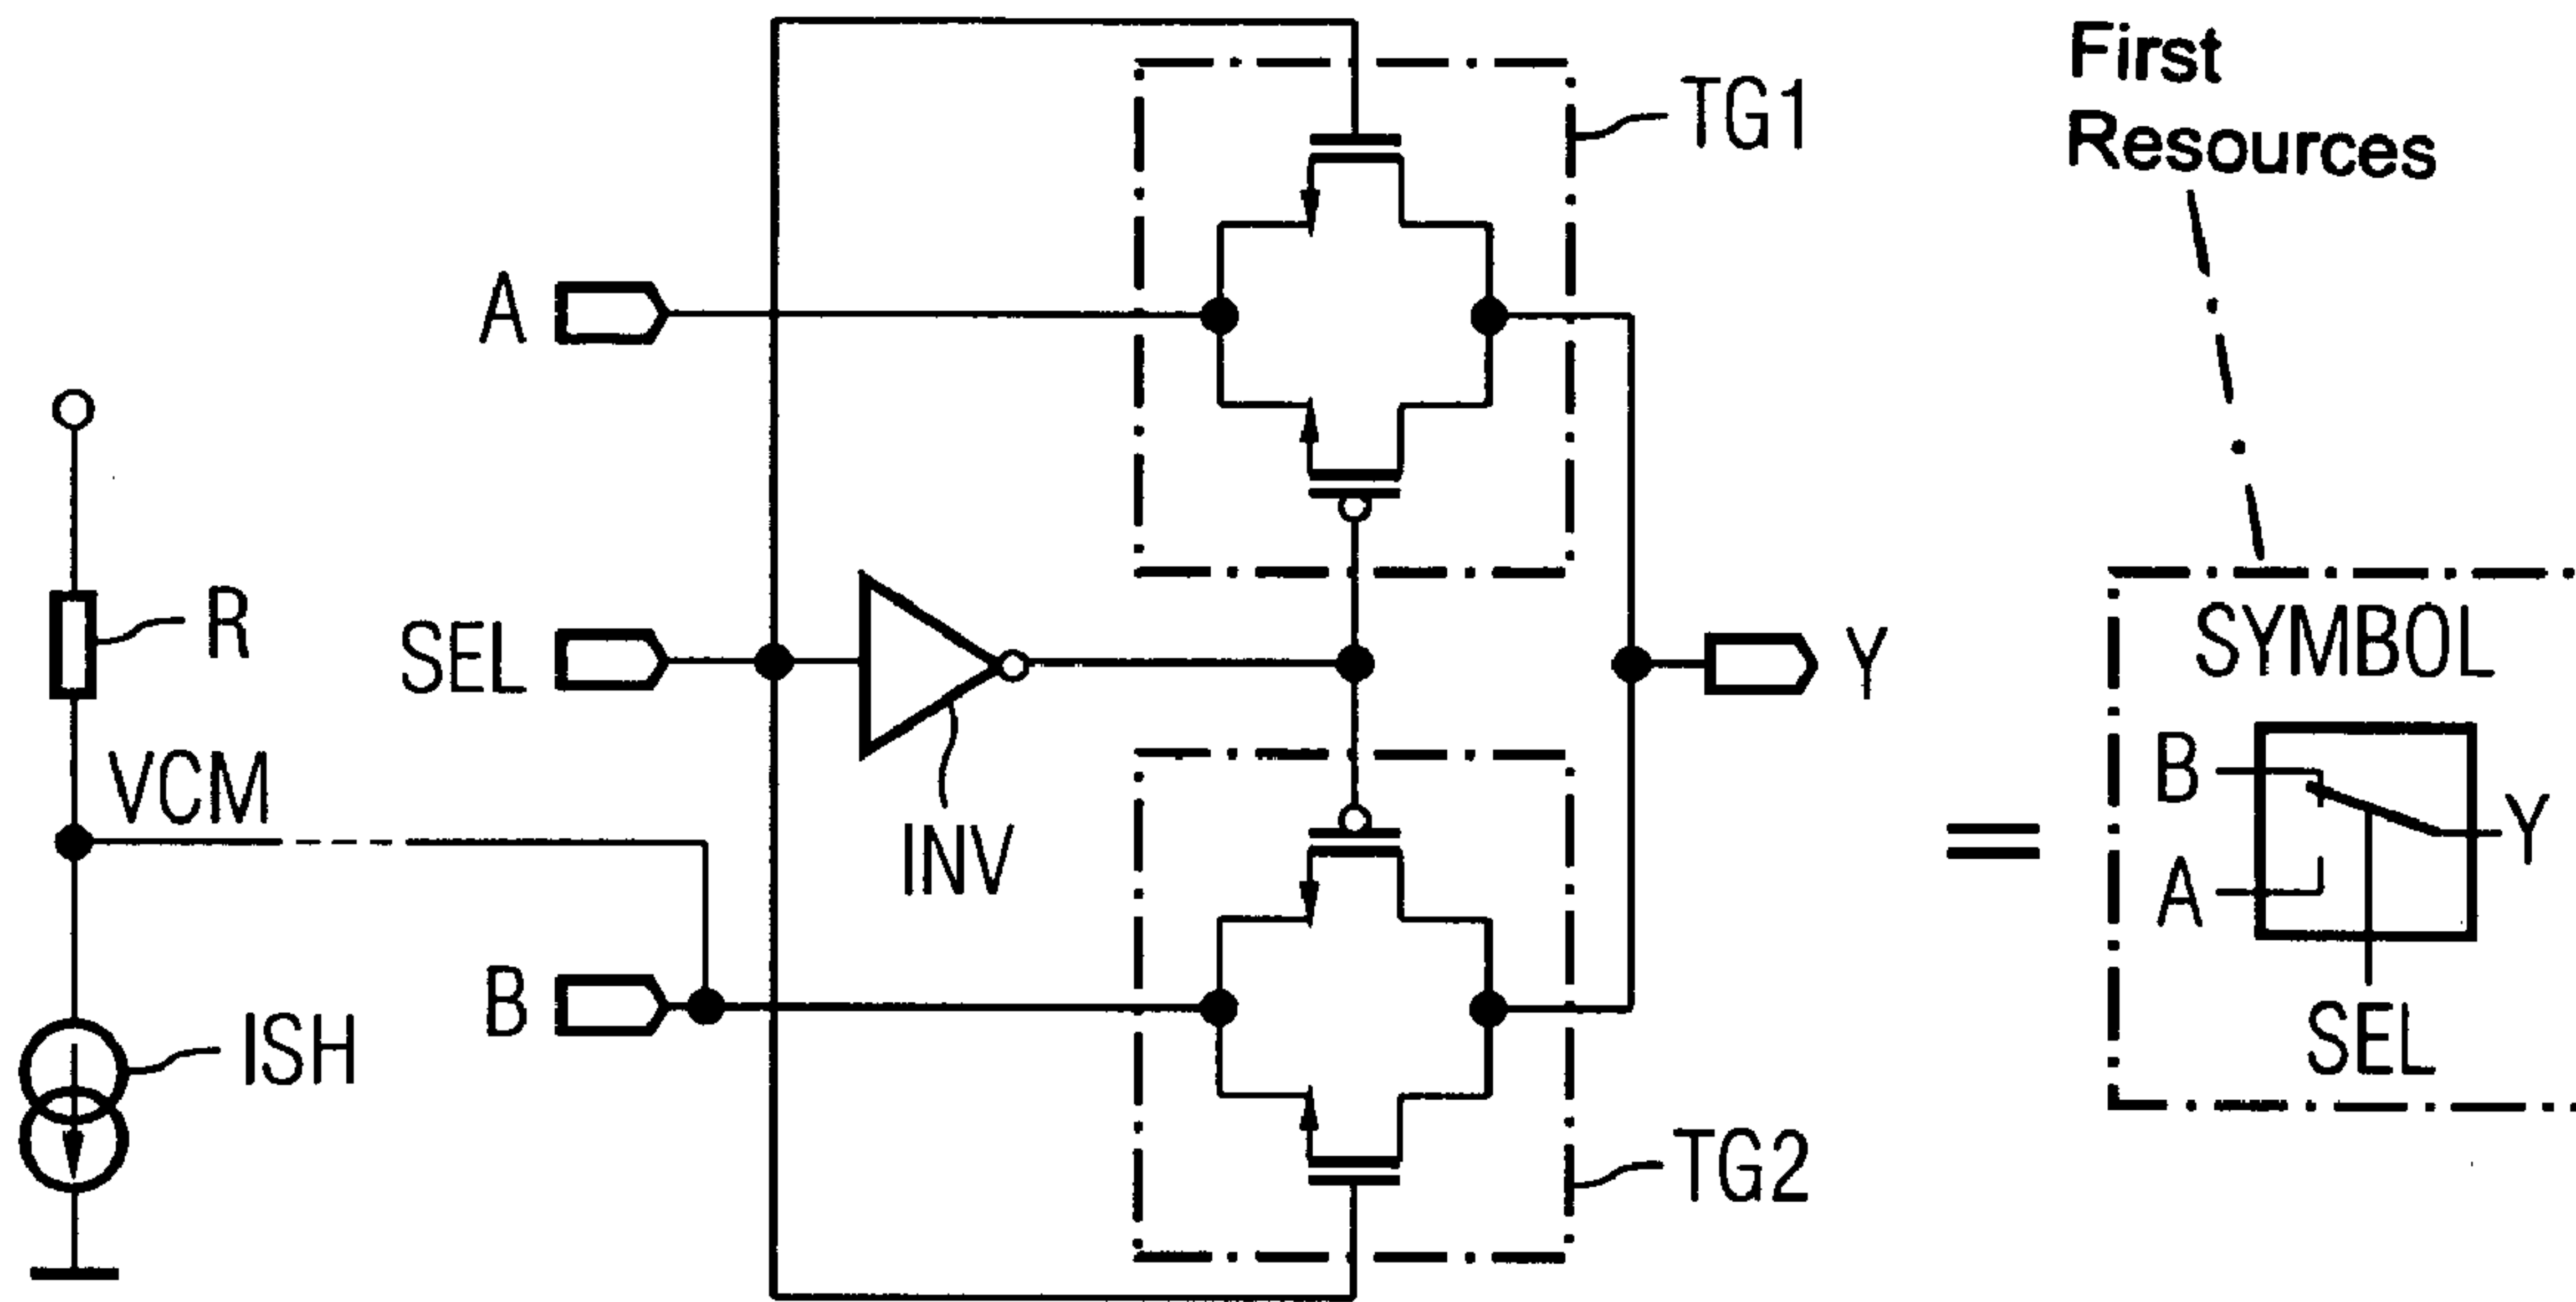 First
Resources
TG1
A
R
SEL
Y
SYMBOL
VCM
INV
B
A
Y
=
B
ISH
SEL
TG2